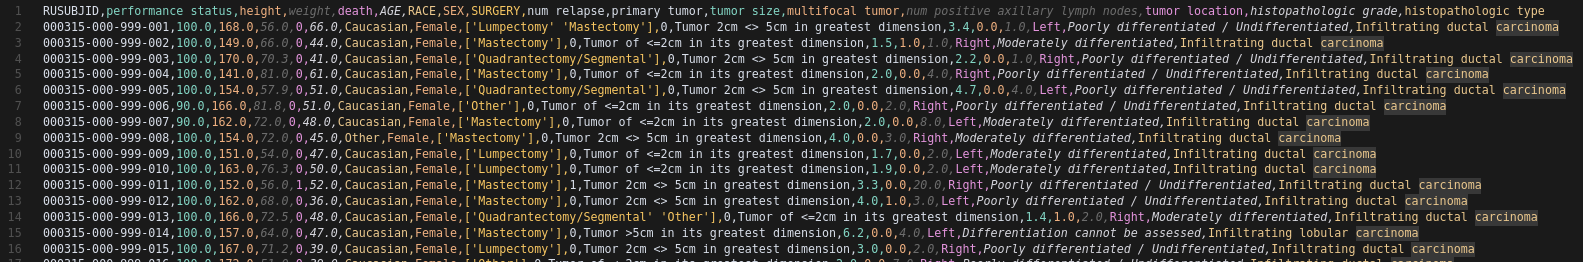 1 RUSUBJID,performance status,height,weight,death,AGE,RACE,SEX,SURGERY,num relapse,primary tumor,tumor size,multifocal tumor,num positive axillary lymph nodes,tumor location,histopathologic grade,histopathologic type
2 000315-000-999-001,100.0,168.0,56.0,0,66.0,Caucasian,Female,['Lumpectomy' 'Mastectomy'],0,Tumor 2cm <> 5cm in greatest dimension,3.4,0.0,1.0,Left,Poorly differentiated / Undifferentiated,Infiltrating ductal carcinoma
3 000315-000-999-002,100.0,149.0,66.0,0,44.0,Caucasian,Female,['Mastectomy'],0,Tumor of <=2cm in its greatest dimension,1.5,1.0,1.0,Right,Moderately differentiated,Infiltrating ductal carcinoma
4 000315-000-999-003,100.0,170.0,70.3,0,41.0,Caucasian,Female,['Quadrantectomy/Segmental'],0,Tumor 2cm <> 5cm in greatest dimension,2.2,0.0,1.0,Right,Poorly differentiated / Undifferentiated,Infiltrating ductal carcinoma
5 000315-000-999-004,100.0,141.0,81.0,0,61.0,Caucasian,Female,['Mastectomy'],0,Tumor of <=2cm in its greatest dimension,2.0,0.0,4.0,Right,Poorly differentiated / Undifferentiated,Infiltrating ductal carcinoma
6 000315-000-999-005,100.0,154.0,57.9,0,51.0,Caucasian,Female,['Quadrantectomy/Segmental'],0,Tumor 2cm <> 5cm in greatest dimension,4.7,0.0,4.0,Left,Poorly differentiated / Undifferentiated,Infiltrating ductal carcinoma
7 000315-000-999-006,90.0,166.0,81.8,0,51.0,Caucasian,Female,['Other'],0,Tumor of <=2cm in its greatest dimension,2.0,0.0,2.0,Right,Poorly differentiated / Undifferentiated,Infiltrating ductal carcinoma
8 000315-000-999-007,90.0,162.0,72.0,0,48.0,Caucasian,Female,['Mastectomy'],0,Tumor of <=2cm in its greatest dimension,2.0,0.0,8.0,Left,Moderately differentiated,Infiltrating ductal carcinoma
9 000315-000-999-008,100.0,154.0,72.0,0,45.0,Other,Female,['Mastectomy'],0,Tumor 2cm <> 5cm in greatest dimension,4.0,0.0,3.0,Right,Moderately differentiated,Infiltrating ductal carcinoma
10 000315-000-999-009,100.0,151.0,54.0,0,47.0,Caucasian,Female,['Lumpectomy'],0,Tumor of <=2cm in its greatest dimension,1.7,0.0,2.0,Left,Moderately differentiated,Infiltrating ductal carcinoma
11 000315-000-999-010,100.0,163.0,76.3,0,50.0,Caucasian,Female,['Lumpectomy'],0,Tumor of <=2cm in its greatest dimension,1.9,0.0,2.0,Left,Moderately differentiated,Infiltrating ductal carcinoma
12 000315-000-999-011,100.0,152.0,56.0,1,52.0,Caucasian,Female,['Mastectomy'],1,Tumor 2cm <> 5cm in greatest dimension,3.3,0.0,20.0,Right,Poorly differentiated / Undifferentiated,Infiltrating ductal carcinoma
13 000315-000-999-012,100.0,162.0,68.0,0,36.0,Caucasian,Female,['Mastectomy'],0,Tumor 2cm <> 5cm in greatest dimension,4.0,1.0,3.0,Left,Poorly differentiated / Undifferentiated,Infiltrating ductal carcinoma
14 000315-000-999-013,100.0,166.0,72.5,0,48.0,Caucasian,Female,['Quadrantectomy/Segmental' 'Other'],0,Tumor of <=2cm in its greatest dimension,1.4,1.0,2.0,Right,Moderately differentiated,Infiltrating ductal carcinoma
15 000315-000-999-014,100.0,157.0,64.0,0,47.0,Caucasian,Female,['Mastectomy'],0,Tumor >5cm in greatest dimension,6.2,0.0,4.0,Left,Differentiation cannot be assessed,Infiltrating lobular carcinoma
16 000315-000-999-015,100.0,167.0,71.2,0,39.0,Caucasian,Female,['Lumpectomy'],0,Tumor 2cm <> 5cm in greatest dimension,3.0,0.0,2.0,Right,Poorly differentiated / Undifferentiated,Infiltrating ductal carcinoma